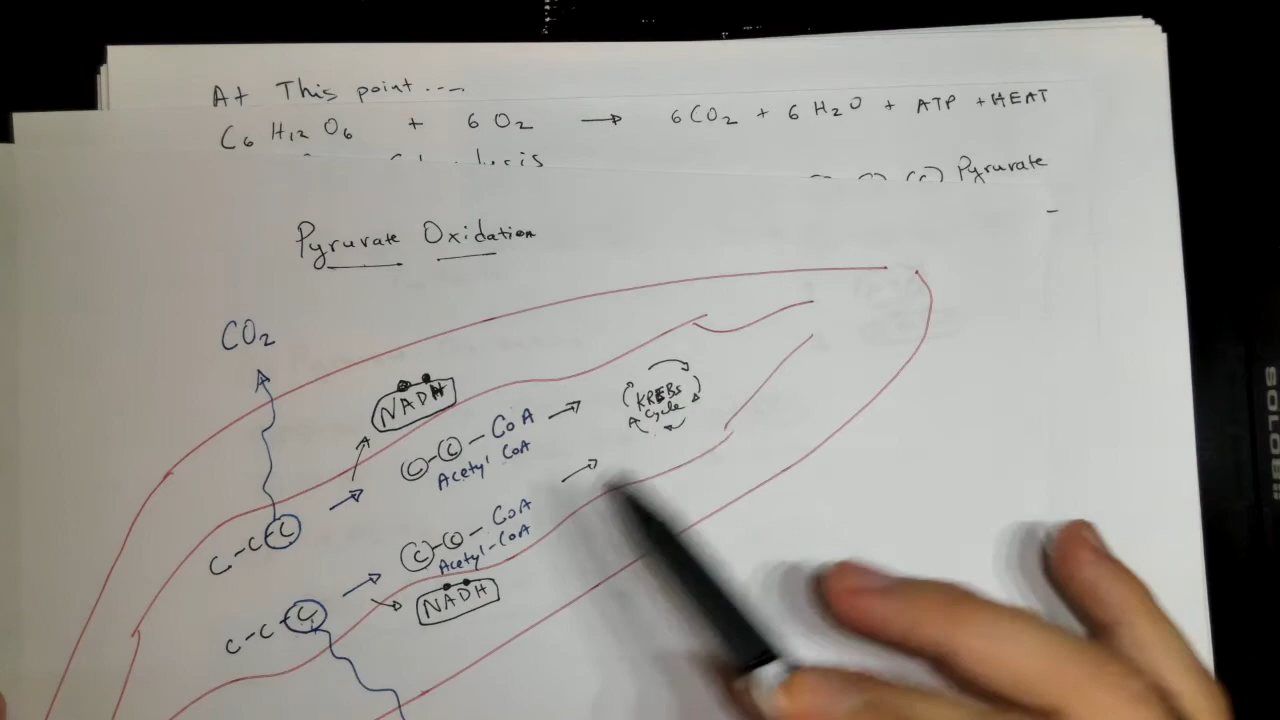 At This point....
C6 H12 O6 + 6 O2 → 6 CO2 + 6 H2O + ATP + HEAT
Pyruvate
Pyruvate Oxidation
CO2
NADH
C-C-CoA
Acetyl CoA
KREBs
Cycle
C-C-C
C-C-CoA
Acetyl-CoA
NADH
C-C-C